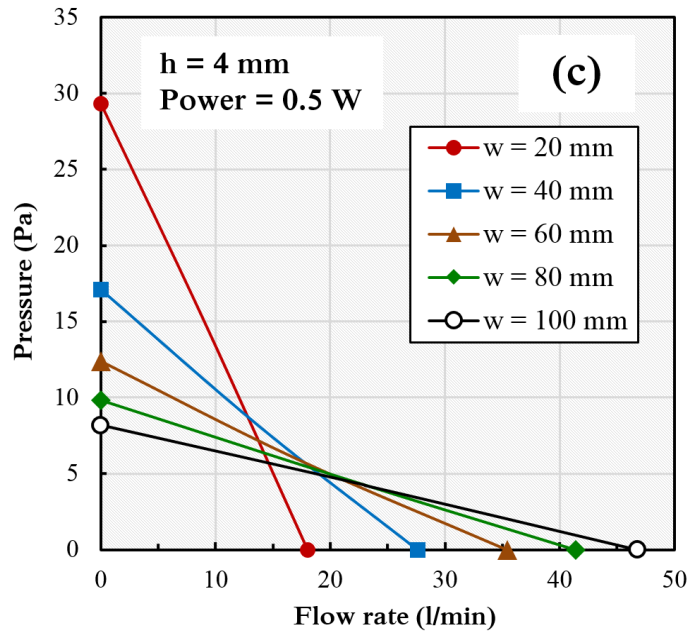 h = 4 mm
Power = 0.5 W
(c)
w = 20 mm
w = 40 mm
w = 60 mm
w = 80 mm
w = 100 mm
35
30
25
20
15
10
5
0
Pressure (Pa)
0 10 20 30 40 50
Flow rate (l/min)